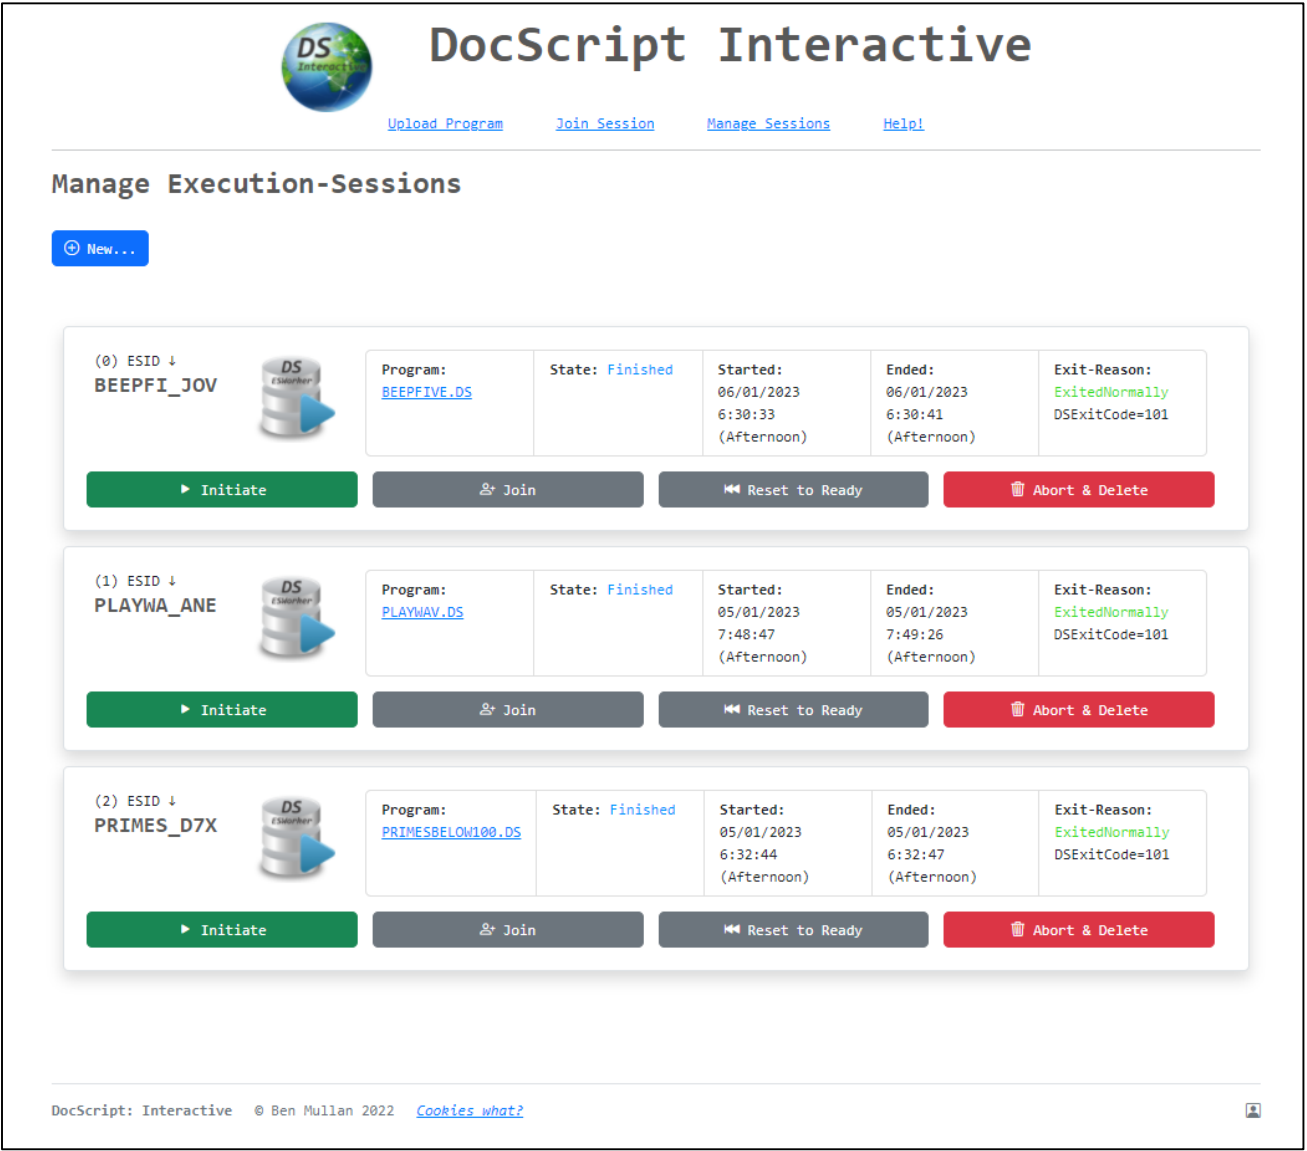 DS
Interactive
DocScript Interactive
Upload Program Join Session Manage Sessions Help!
Manage Execution-Sessions
New...
(0) ESID ↓
BEEPFI_JOV
DS
ESWorker
Program:
BEEPFIVE.DS
State: Finished
Started:
06/01/2023
6:30:33
(Afternoon)
Ended:
06/01/2023
6:30:41
(Afternoon)
Exit-Reason:
ExitedNormally
DSExitCode=101
Initiate
Join
Reset to Ready
Abort & Delete
(1) ESID ↓
PLAYWA_ANE
DS
ESWorker
Program:
PLAYWAV.DS
State: Finished
Started:
05/01/2023
7:48:47
(Afternoon)
Ended:
05/01/2023
7:49:26
(Afternoon)
Exit-Reason:
ExitedNormally
DSExitCode=101
Initiate
Join
Reset to Ready
Abort & Delete
(2) ESID ↓
PRIMES_D7X
DS
ESWorker
Program:
PRIMESBELOW100.DS
State: Finished
Started:
05/01/2023
6:32:44
(Afternoon)
Ended:
05/01/2023
6:32:47
(Afternoon)
Exit-Reason:
ExitedNormally
DSExitCode=101
Initiate
Join
Reset to Ready
Abort & Delete
DocScript: Interactive © Ben Mullan 2022 Cookies what?